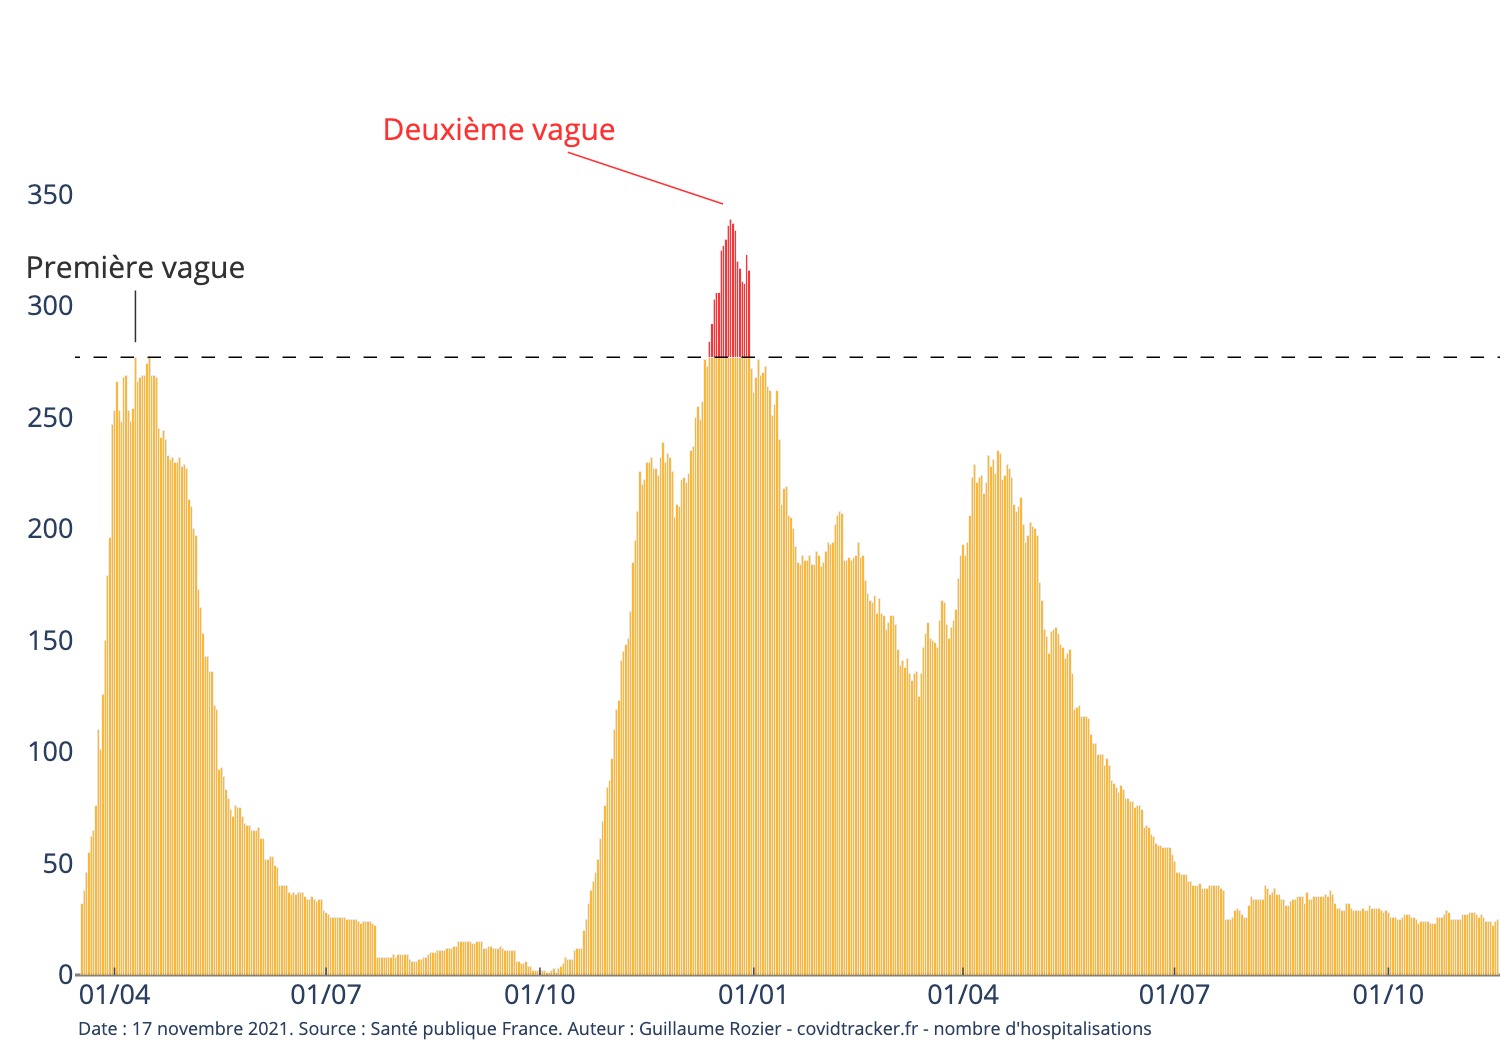 Deuxième vague
350
Première vague
300
250
200
150
100
50
0
01/04 01/07 01/10 01/01 01/04 01/07 01/10
Date : 17 novembre 2021. Source : Santé publique France. Auteur : Guillaume Rozier - covidtracker.fr - nombre d'hospitalisations